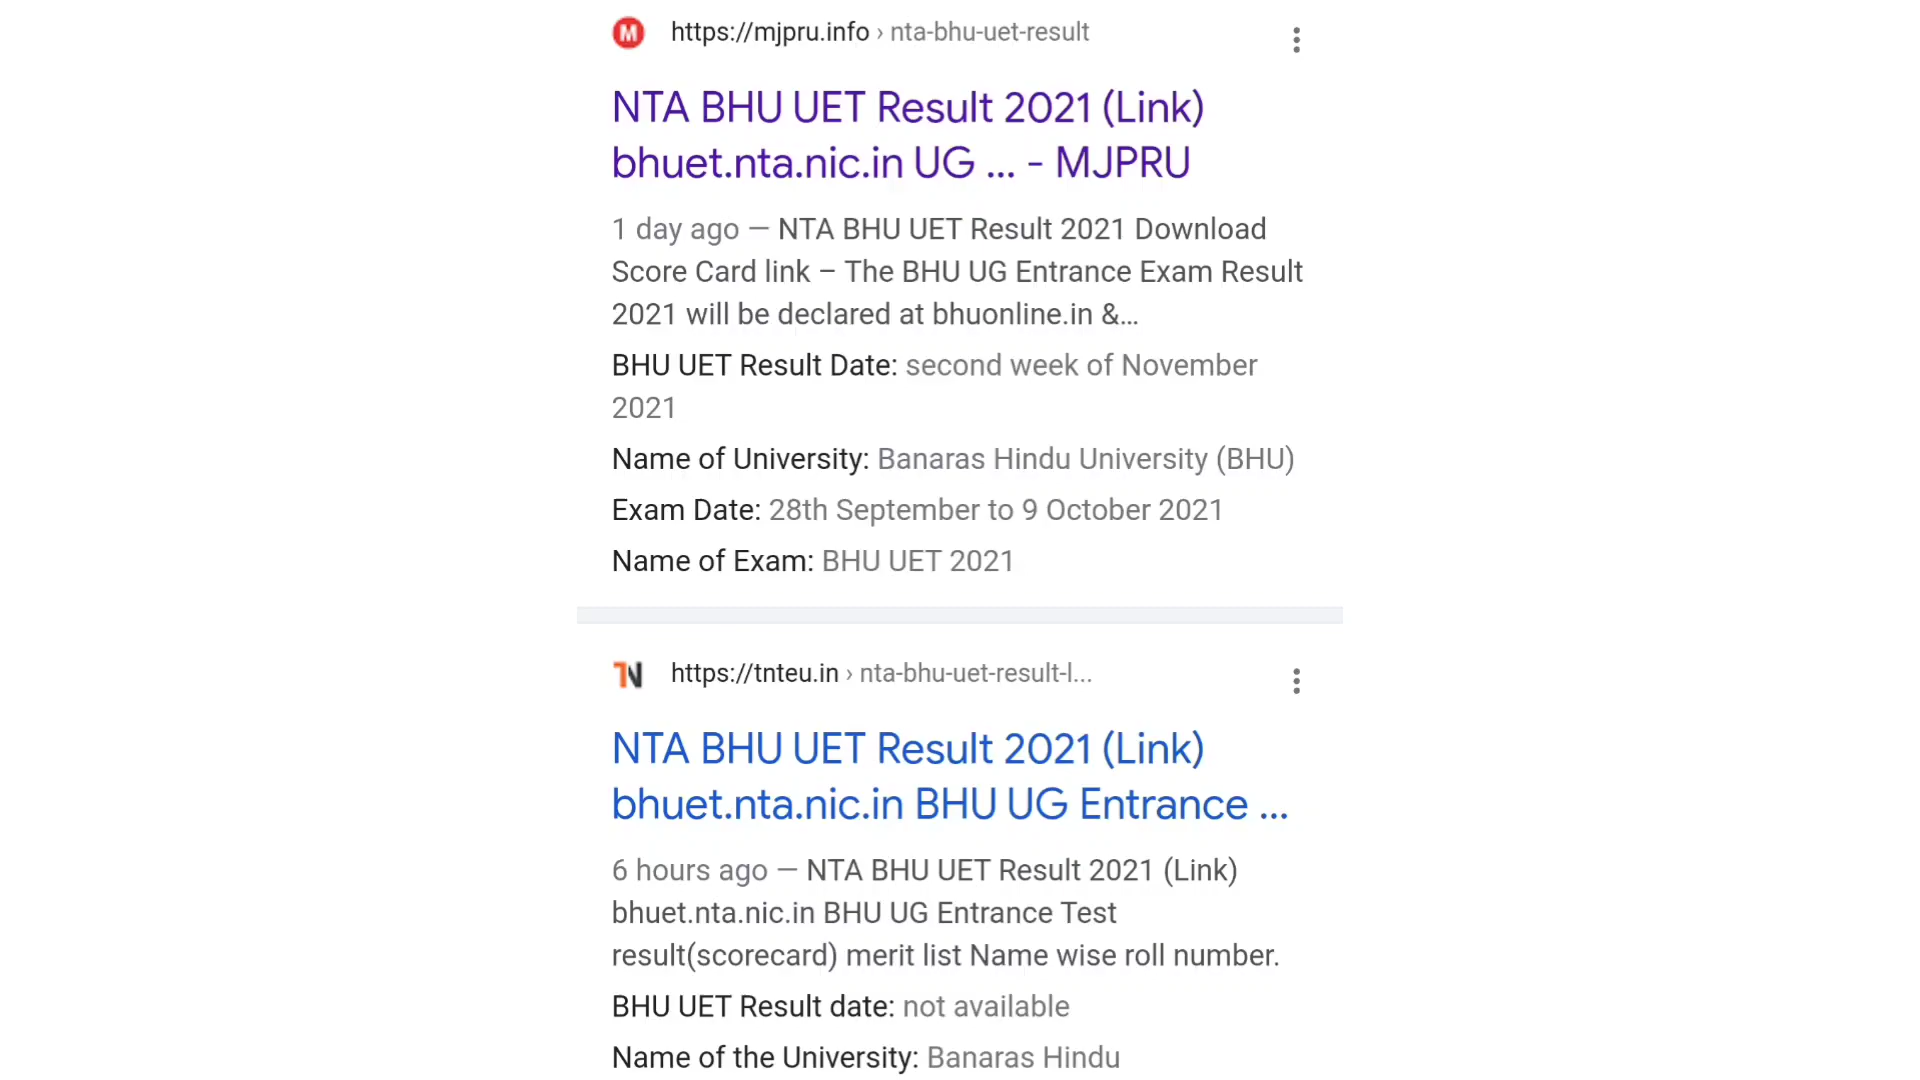 M https://mjpru.info › nta-bhu-uet-result
NTA BHU UET Result 2021 (Link)
bhuet.nta.nic.in UG ... - MJPRU
1 day ago — NTA BHU UET Result 2021 Download
Score Card link – The BHU UG Entrance Exam Result
2021 will be declared at bhuonline.in &...
BHU UET Result Date: second week of November
2021
Name of University: Banaras Hindu University (BHU)
Exam Date: 28th September to 9 October 2021
Name of Exam: BHU UET 2021
TN https://tnteu.in › nta-bhu-uet-result-l...
NTA BHU UET Result 2021 (Link)
bhuet.nta.nic.in BHU UG Entrance ...
6 hours ago — NTA BHU UET Result 2021 (Link)
bhuet.nta.nic.in BHU UG Entrance Test
result(scorecard) merit list Name wise roll number.
BHU UET Result date: not available
Name of the University: Banaras Hindu